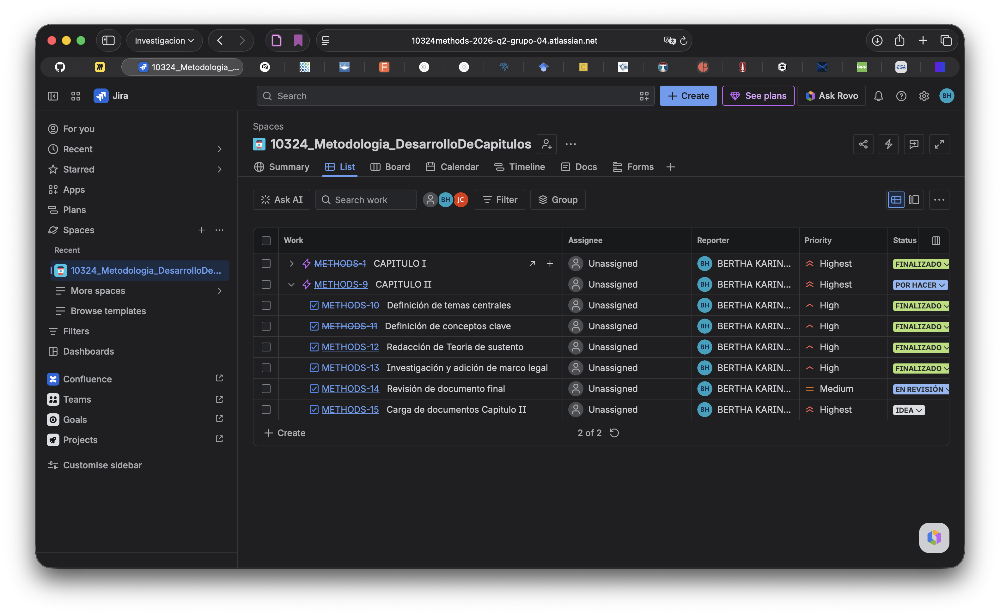 Investigacion
10324methods-2026-q2-grupo-04.atlassian.net
10324_Metodologia_...
Jira
Search
Create
See plans
Ask Rovo
BH
For you
Recent
Starred
Apps
Plans
Spaces
Recent
10324_Metodologia_DesarrolloDe...
More spaces
Browse templates
Filters
Dashboards
Confluence
Teams
Goals
Projects
Customise sidebar
Spaces
10324_Metodologia_DesarrolloDeCapitulos
Summary List Board Calendar Timeline Docs Forms
Ask AI Search work BH JC Filter Group
Work Assignee Reporter Priority Status
METHODS-1 CAPITULO I Unassigned BH BERTHA KARIN... Highest FINALIZADO
METHODS-9 CAPITULO II Unassigned BH BERTHA KARIN... Highest POR HACER
METHODS-10 Definición de temas centrales Unassigned BH BERTHA KARIN... High FINALIZADO
METHODS-11 Definición de conceptos clave Unassigned BH BERTHA KARIN... High FINALIZADO
METHODS-12 Redacción de Teoria de sustento Unassigned BH BERTHA KARIN... High FINALIZADO
METHODS-13 Investigación y adición de marco legal Unassigned BH BERTHA KARIN... High FINALIZADO
METHODS-14 Revisión de documento final Unassigned BH BERTHA KARIN... Medium EN REVISIÓN
METHODS-15 Carga de documentos Capitulo II Unassigned BH BERTHA KARIN... Highest IDEA
Create
2 of 2